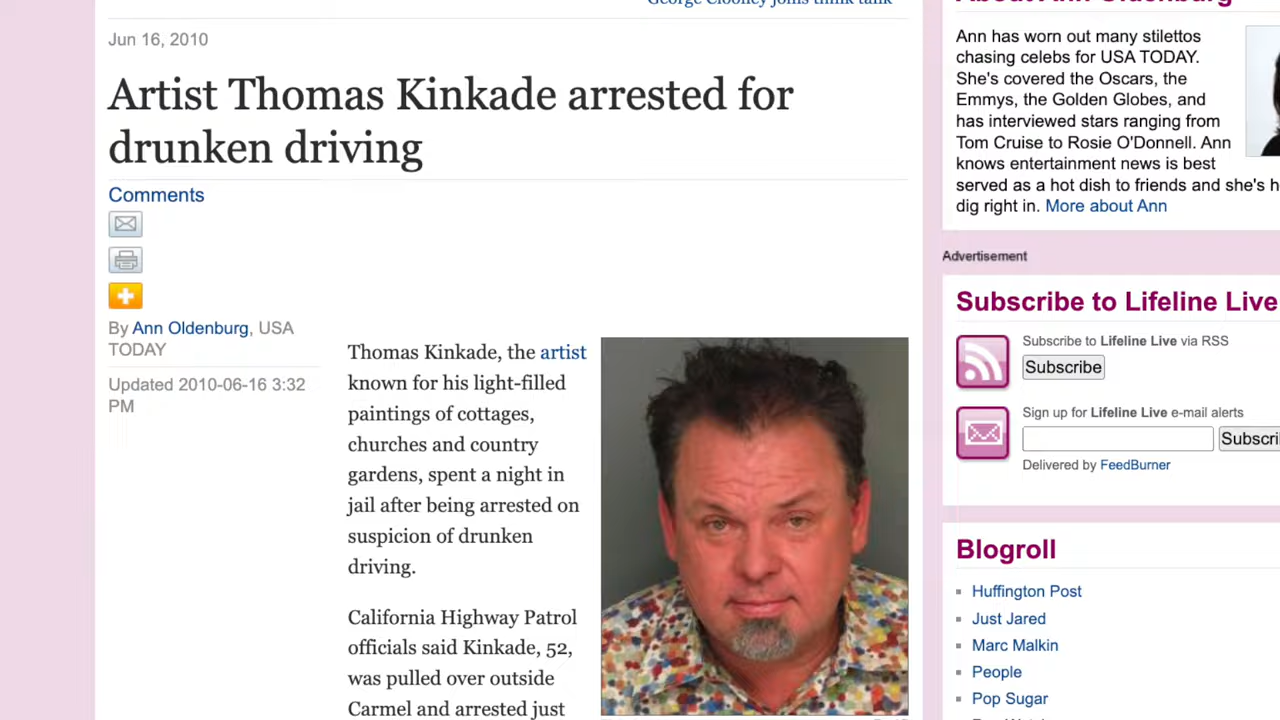 George Clooney joins think tank
Jun 16, 2010
Artist Thomas Kinkade arrested for
drunken driving
Comments
By Ann Oldenburg, USA
TODAY
Updated 2010-06-16 3:32
PM
Thomas Kinkade, the artist
known for his light-filled
paintings of cottages,
churches and country
gardens, spent a night in
jail after being arrested on
suspicion of drunken
driving.
California Highway Patrol
officials said Kinkade, 52,
was pulled over outside
Carmel and arrested just
About Ann Oldenburg
Ann has worn out many stilettos
chasing celebs for USA TODAY.
She's covered the Oscars, the
Emmys, the Golden Globes, and
has interviewed stars ranging from
Tom Cruise to Rosie O'Donnell. Ann
knows entertainment news is best
served as a hot dish to friends and she's h
dig right in. More about Ann
Advertisement
Subscribe to Lifeline Live
Subscribe to Lifeline Live via RSS
Subscribe
Sign up for Lifeline Live e-mail alerts
Subscri
Delivered by FeedBurner
Blogroll
Huffington Post
Just Jared
Marc Malkin
People
Pop Sugar